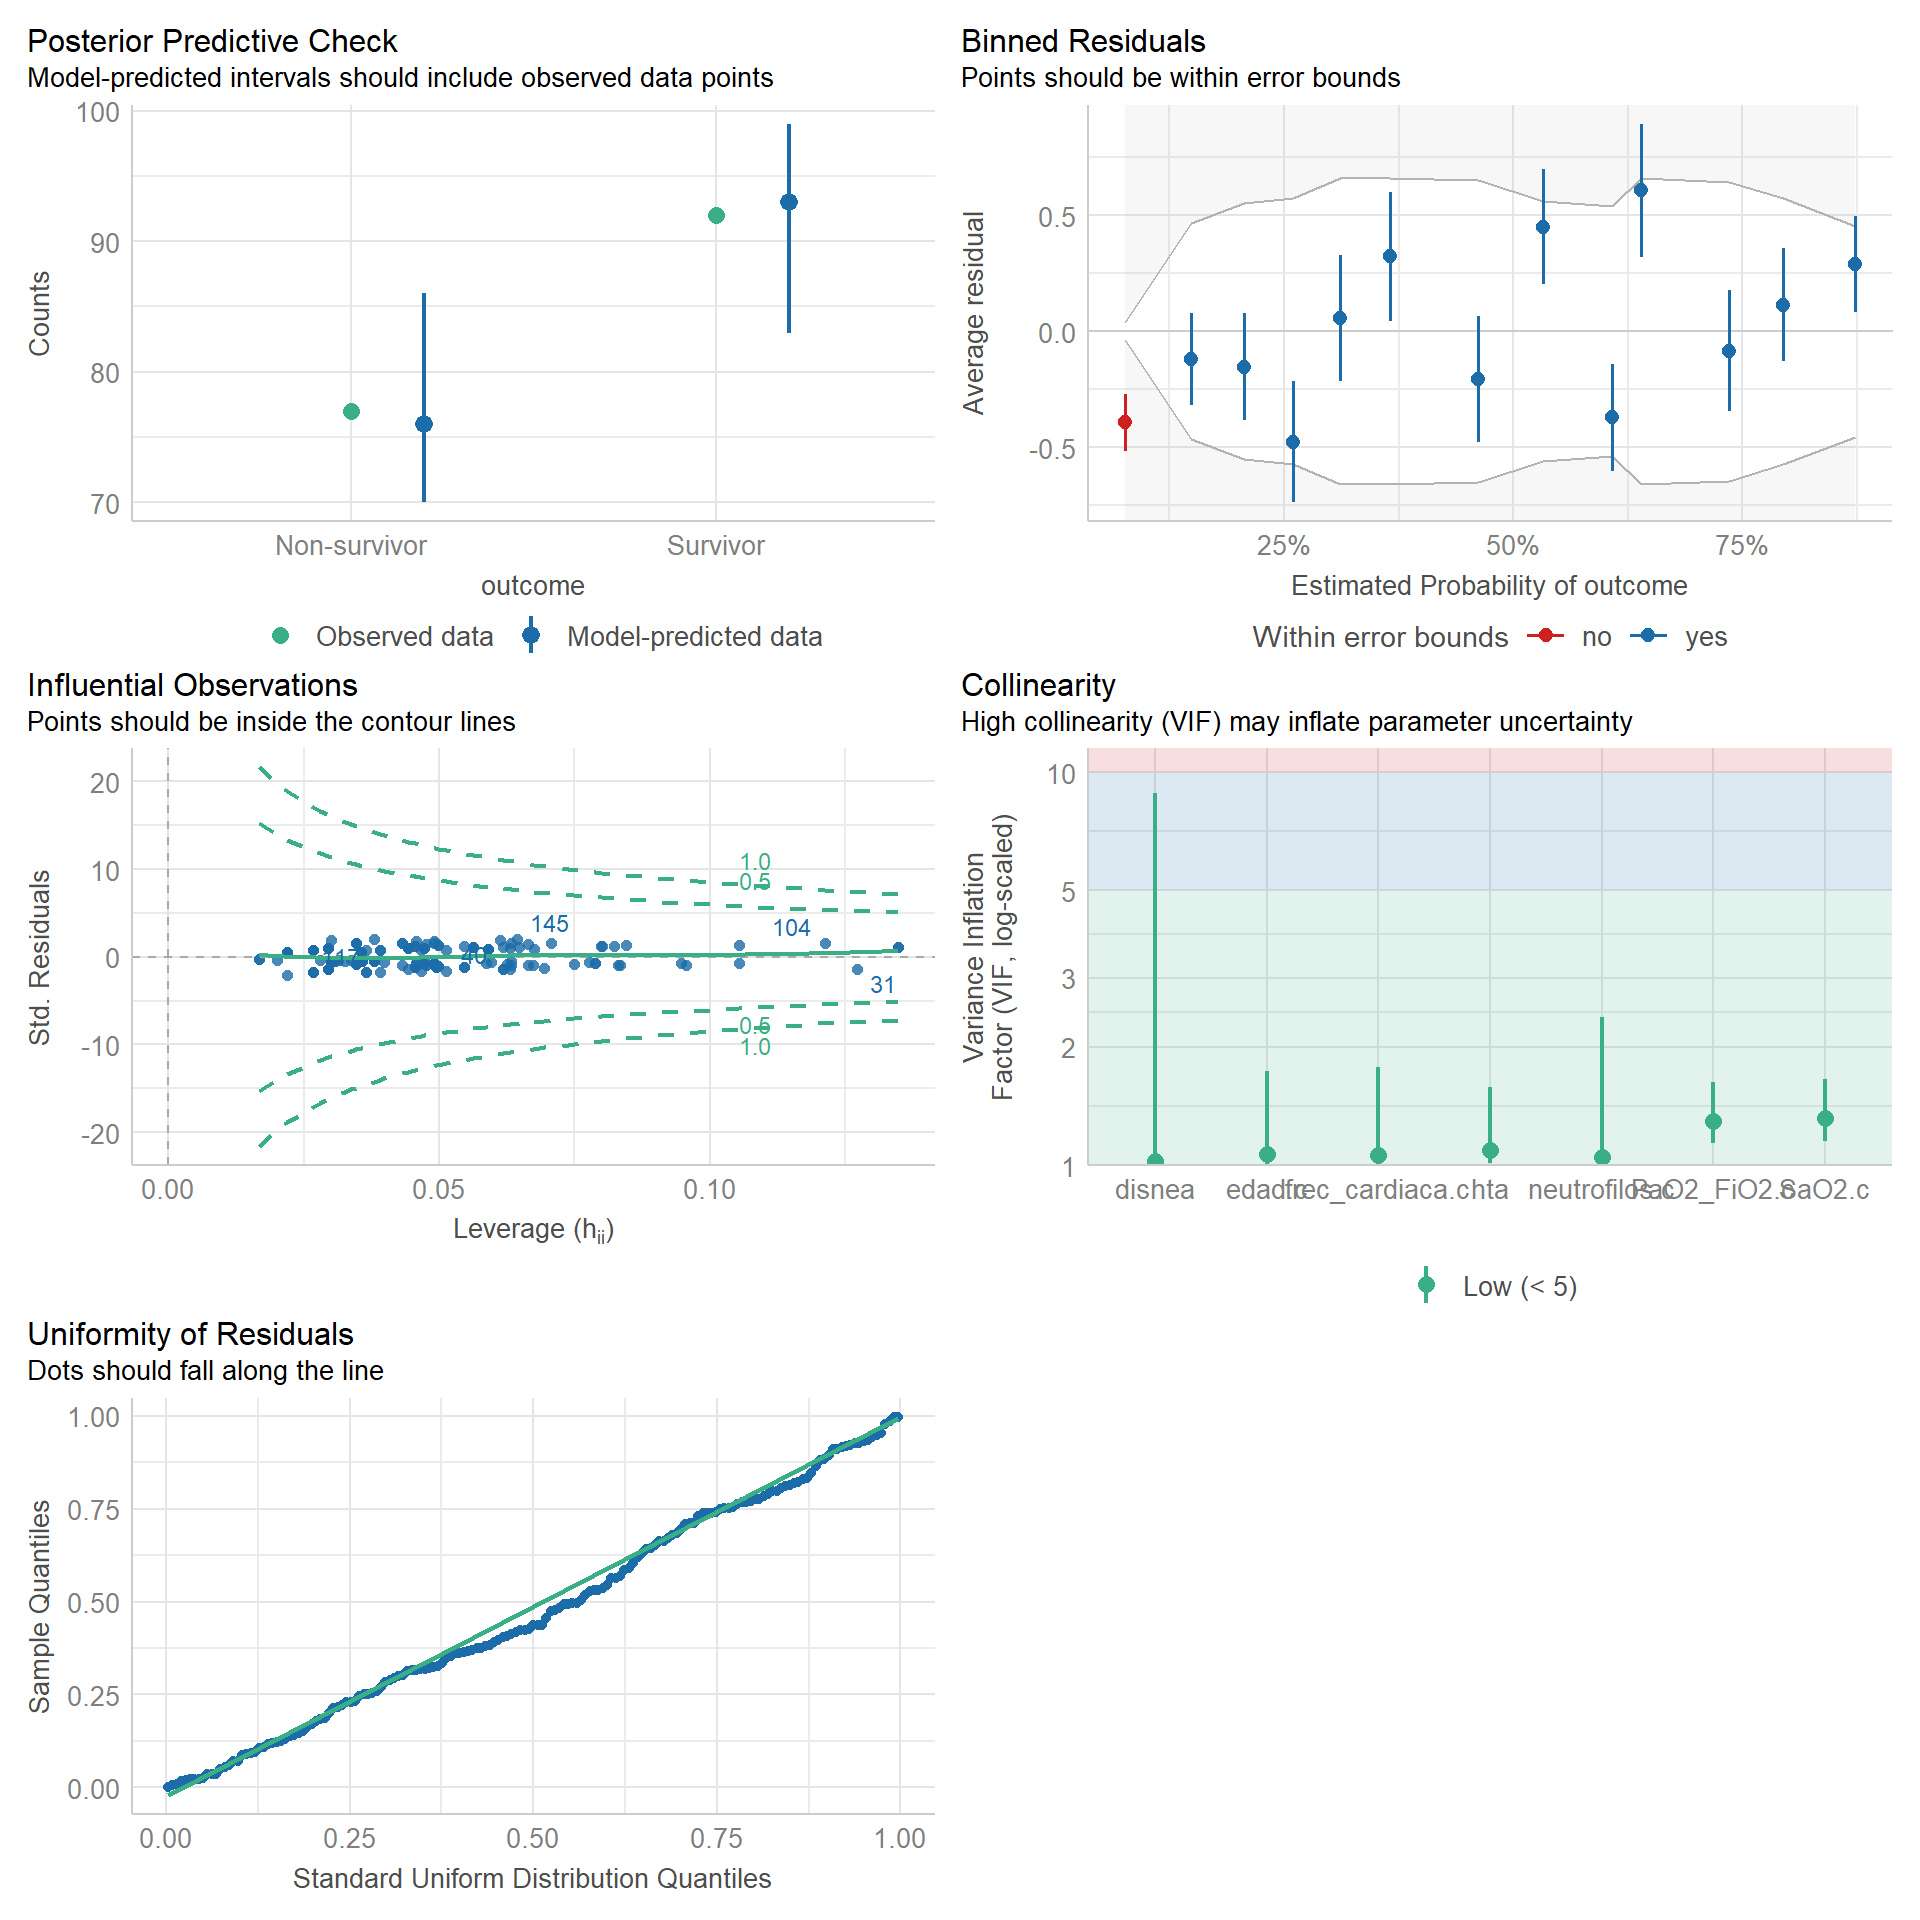 Posterior Predictive Check
Model-predicted intervals should include observed data points
100
90
80
70
Counts
Non-survivor
Survivor
outcome
Observed data
Model-predicted data
Binned Residuals
Points should be within error bounds
0.5
0.0
-0.5
Average residual
25%
50%
75%
Estimated Probability of outcome
Within error bounds
no
yes
Influential Observations
Points should be inside the contour lines
20
10
0
-10
-20
Std. Residuals
1.0
0.5
145
104
117
40
31
0.5
1.0
0.00
0.05
0.10
Leverage (hii)
Collinearity
High collinearity (VIF) may inflate parameter uncertainty
10
5
3
2
1
Variance Inflation
Factor (VIF, log-scaled)
disnea
edad.c
frec_cardiaca.c
hta
neutrofilos.c
PaO2_FiO2.c
SaO2.c
Low (< 5)
Uniformity of Residuals
Dots should fall along the line
1.00
0.75
0.50
0.25
0.00
Sample Quantiles
0.00
0.25
0.50
0.75
1.00
Standard Uniform Distribution Quantiles